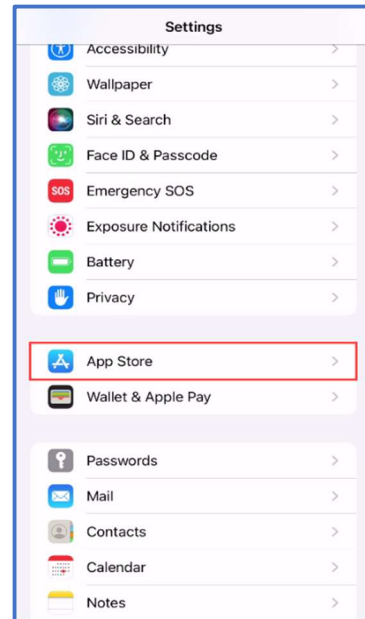 Settings
Accessibility
Wallpaper
Siri & Search
Face ID & Passcode
SOS Emergency SOS
Exposure Notifications
Battery
Privacy
App Store
Wallet & Apple Pay
Passwords
Mail
Contacts
Calendar
Notes